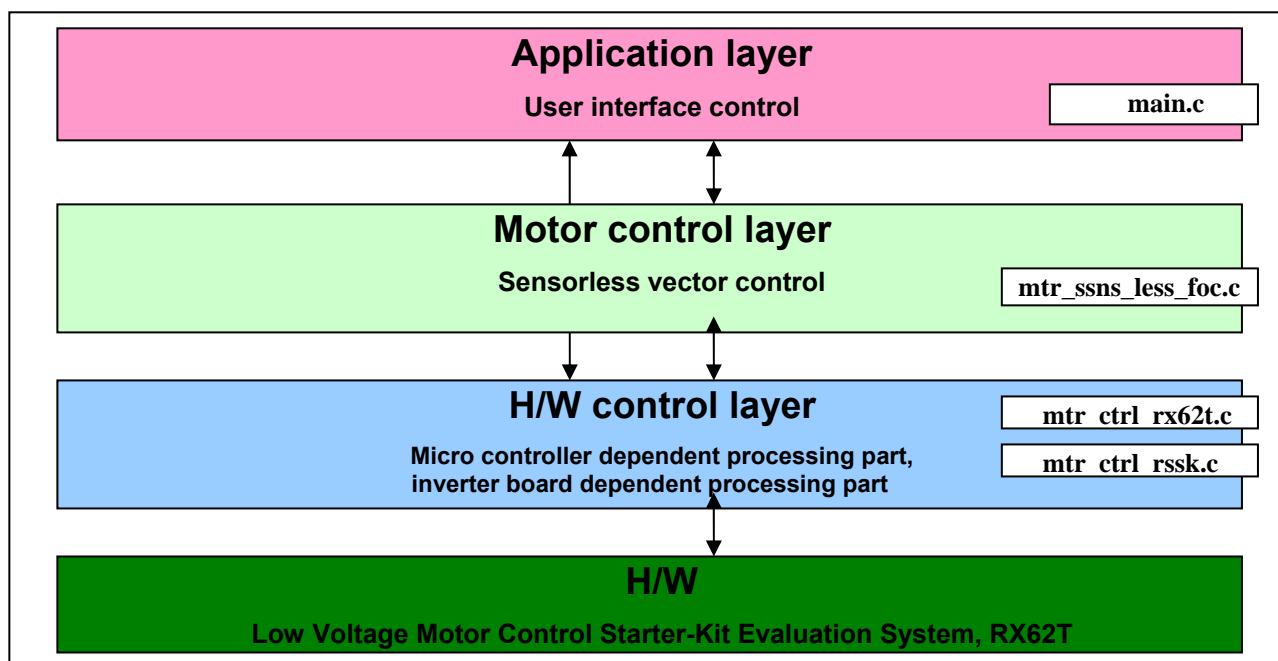 Application layer
User interface control
main.c
Motor control layer
Sensorless vector control
mtr_ssns_less_foc.c
H/W control layer
mtr_ctrl_rx62t.c
Micro controller dependent processing part,
mtr_ctrl_rssk.c
inverter board dependent processing part
H/W
Low Voltage Motor Control Starter-Kit Evaluation System, RX62T